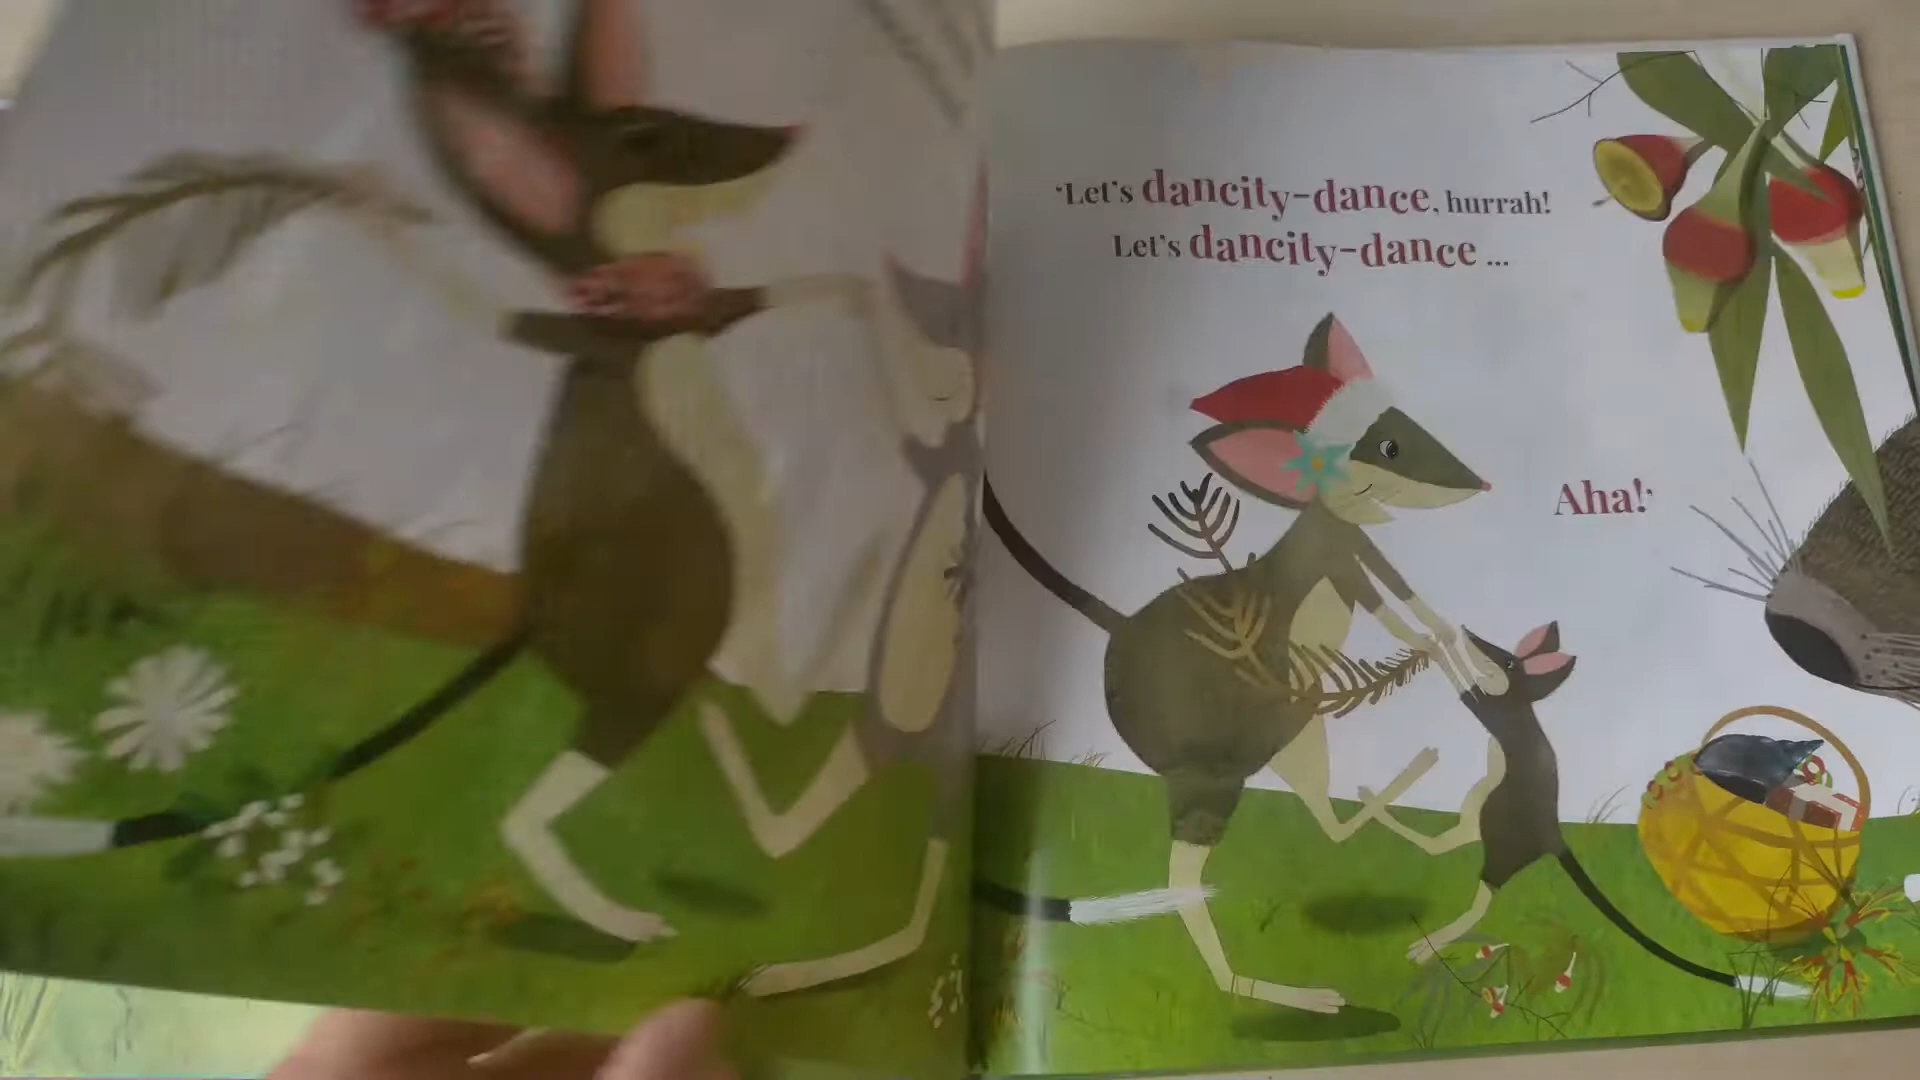 ‘Let’s dancity-dance, hurrah!
Let’s dancity-dance ...
Aha!’